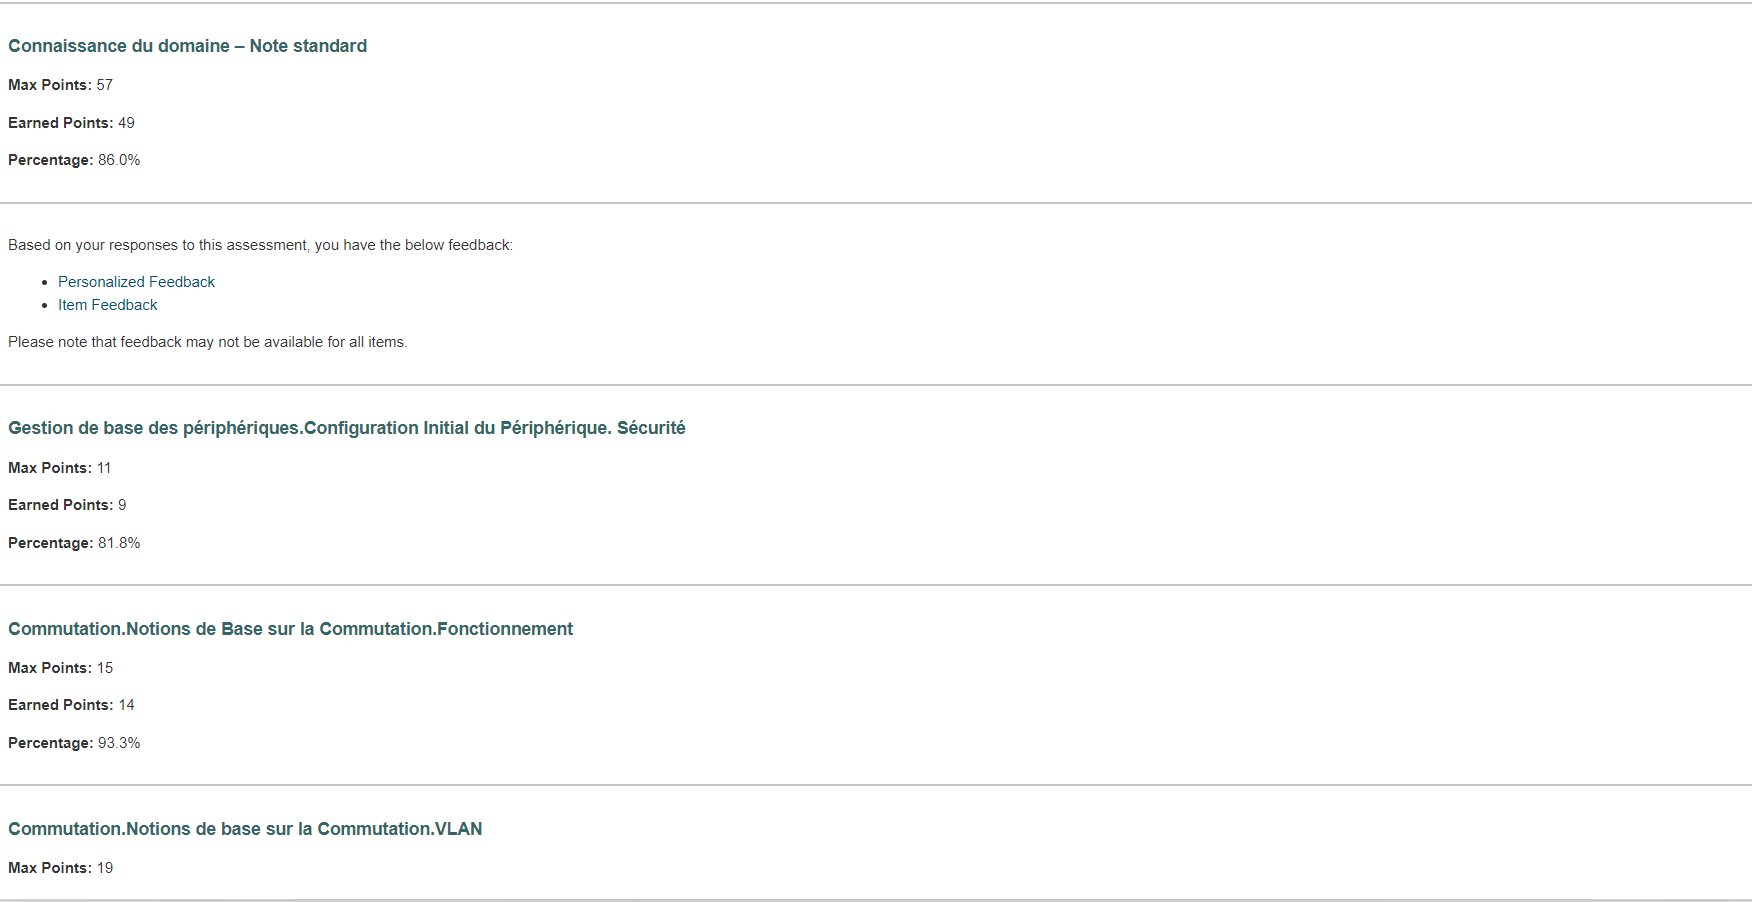 Connaissance du domaine – Note standard
Max Points: 57
Earned Points: 49
Percentage: 86.0%
Based on your responses to this assessment, you have the below feedback:
• Personalized Feedback
• Item Feedback
Please note that feedback may not be available for all items.
Gestion de base des périphériques.Configuration Initial du Périphérique. Sécurité
Max Points: 11
Earned Points: 9
Percentage: 81.8%
Commutation.Notions de Base sur la Commutation.Fonctionnement
Max Points: 15
Earned Points: 14
Percentage: 93.3%
Commutation.Notions de base sur la Commutation.VLAN
Max Points: 19